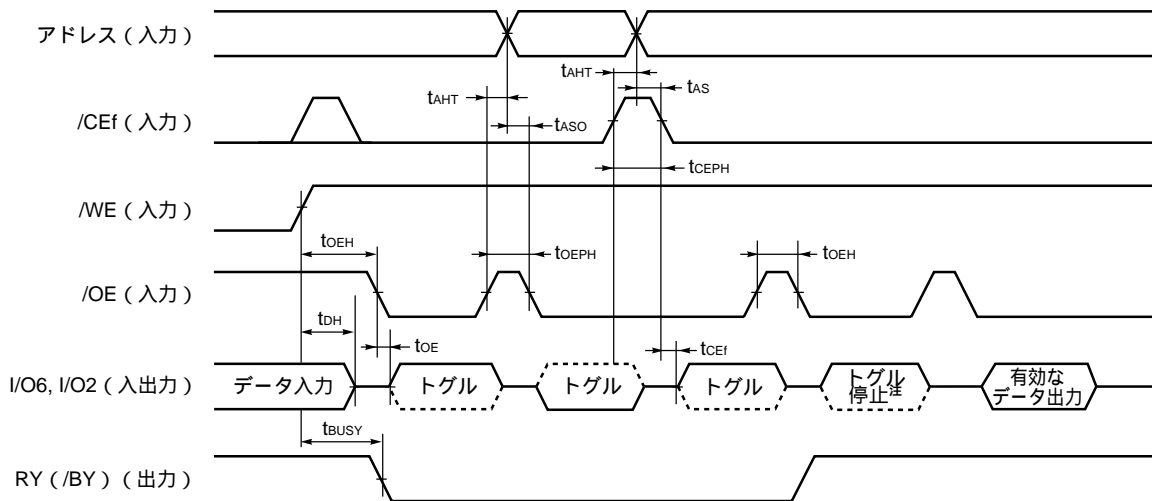 アドレス（入力）
tAHT
tAS
tAHT
/CEf（入力）
tASO
tCEPH
/WE（入力）
tOEH
tOEPH
tOEH
/OE（入力）
tDH
tOE
tCEf
I/O6, I/O2（入出力）
データ入力
トグル
トグル
トグル
トグル
停止注
有効な
データ出力
tBUSY
RY（/BY）（出力）